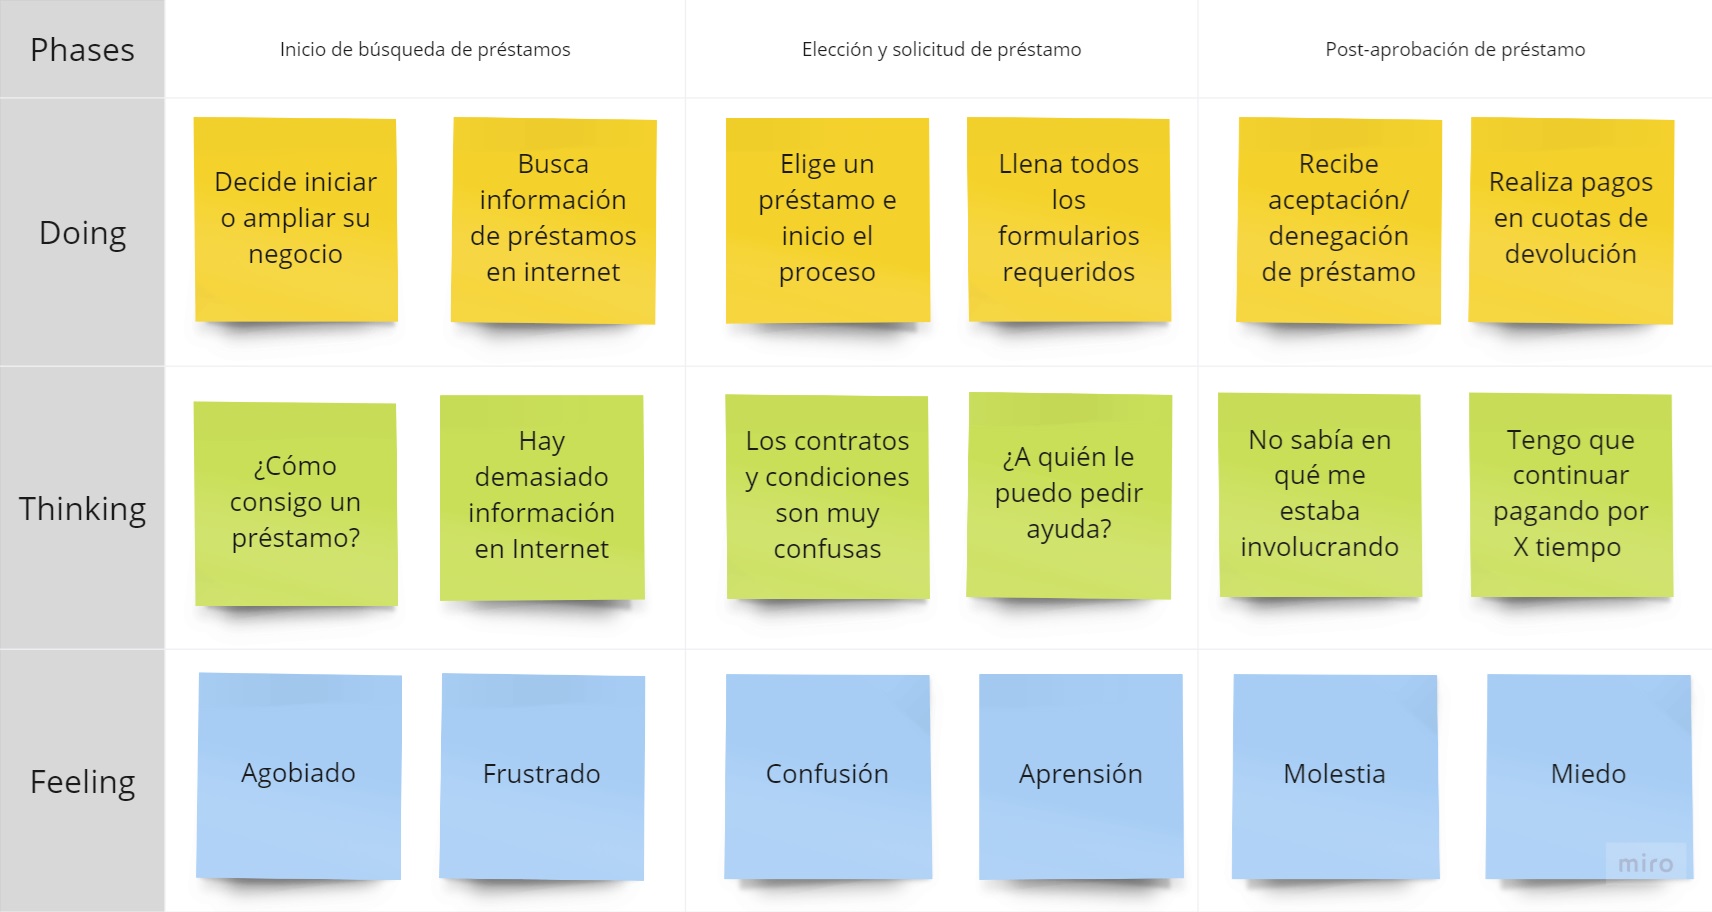 Phases
Inicio de búsqueda de préstamos
Elección y solicitud de préstamo
Post-aprobación de préstamo
Doing
Decide iniciar
o ampliar su
negocio
Busca
información
de préstamos
en internet
Elige un
préstamo e
inicio el
proceso
Llena todos
los
formularios
requeridos
Recibe
aceptación/
denegación
de préstamo
Realiza pagos
en cuotas de
devolución
Thinking
¿Cómo
consigo un
préstamo?
Hay
demasiado
información
en Internet
Los contratos
y condiciones
son muy
confusas
¿A quién le
puedo pedir
ayuda?
No sabía en
qué me
estaba
involucrando
Tengo que
continuar
pagando por
X tiempo
Feeling
Agobiado
Frustrado
Confusión
Aprensión
Molestia
Miedo
miro